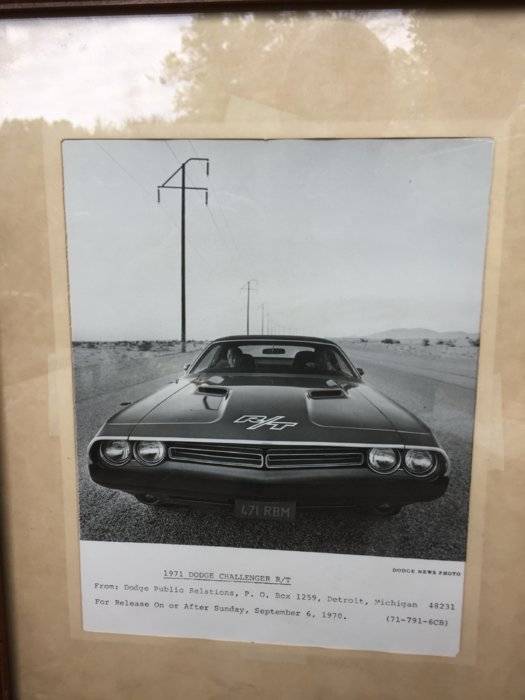 R/T
471 RBM
DODGE NEWS PHOTO
1971 DODGE CHALLENGER R/T
From: Dodge Public Relations, P. O. Box 1259, Detroit, Michigan 48231
For Release On or After Sunday, September 6, 1970. (71-791-6CB)